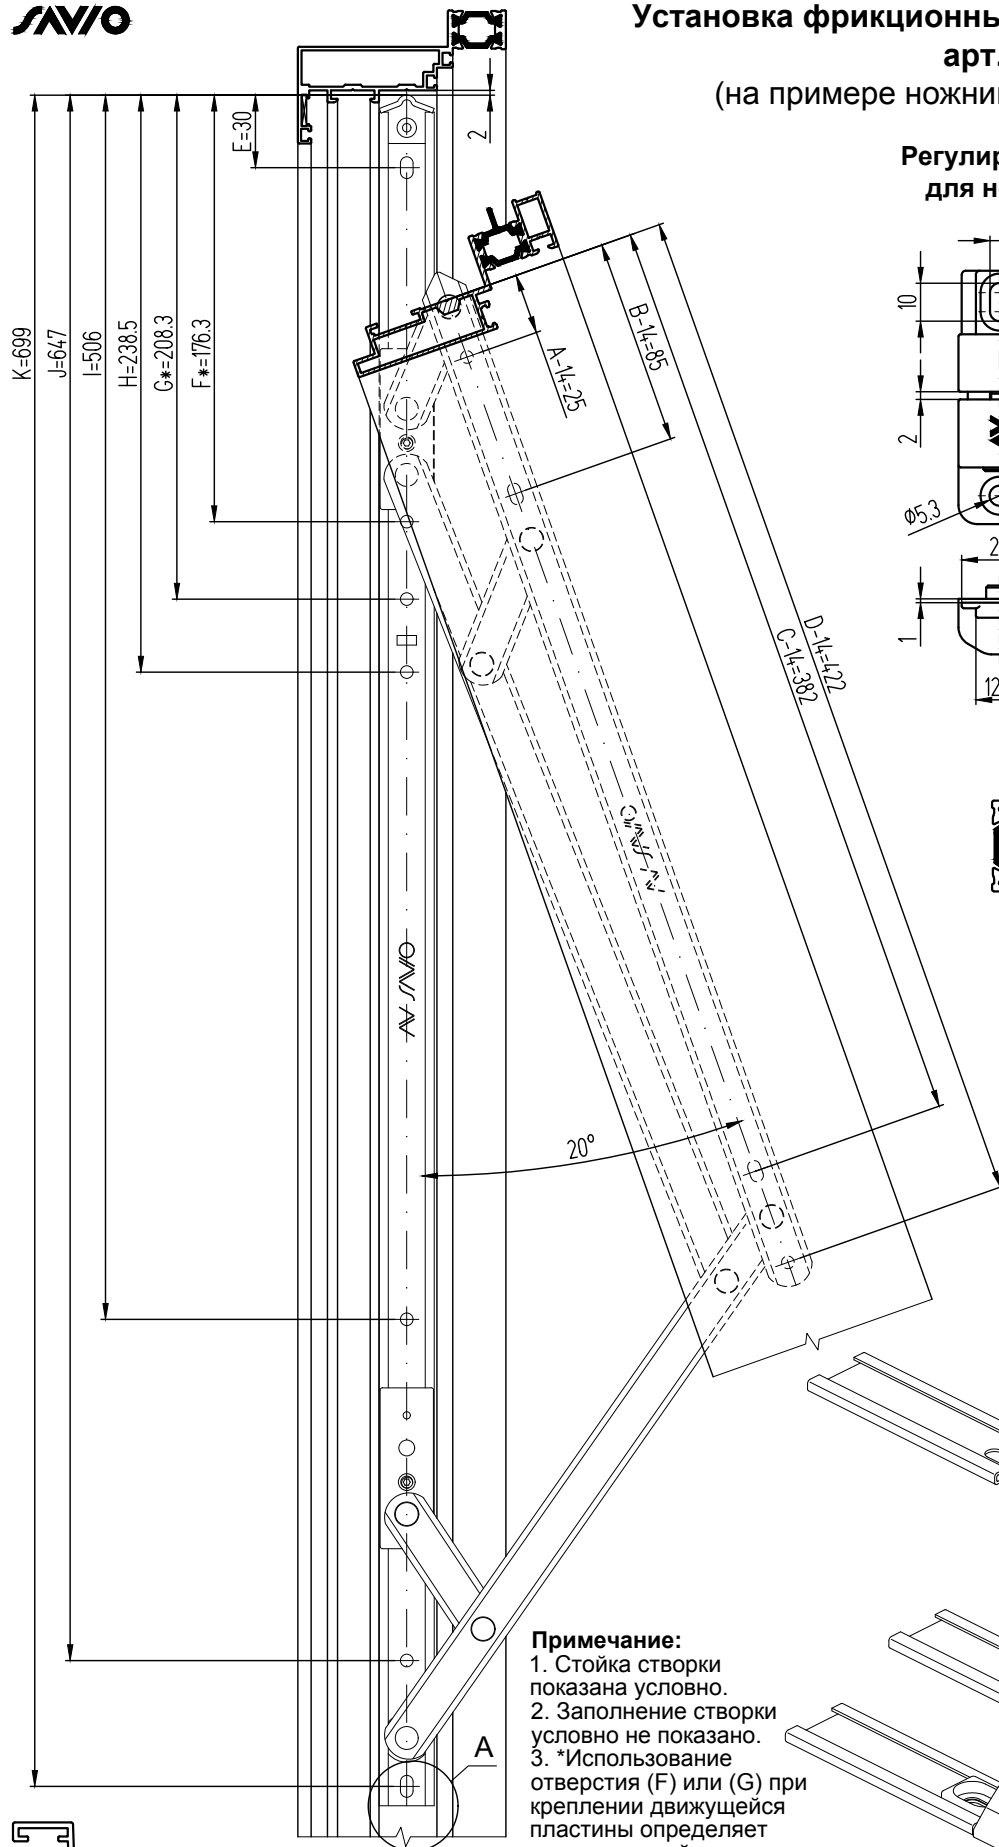 SAVIO
Установка фрикционны
арт.
(на примере ножни
Регулир
для н
K=699
J=647
I=506
H=238.5
G*=208.3
F*=176.3
E=30
2
A-14=25
B-14=85
C-14=382
D-14=422
10
2
Ø5.3
2
1
12
AV SAVIO
AV SAVIO
20°
A
Примечание:
1. Стойка створки
показана условно.
2. Заполнение створки
условно не показано.
3. *Использование
отверстия (F) или (G) при
креплении движущейся
пластины определяет